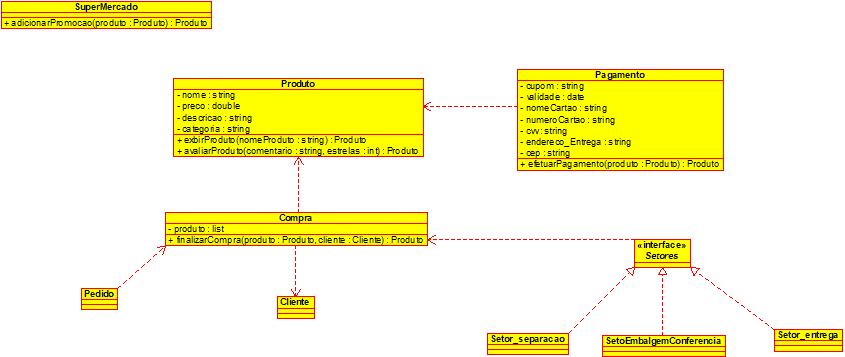 SuperMercado
+ adicionarPromocao(produto : Produto) : Produto
Produto
- nome : string
- preco : double
- descricao : string
- categoria : string
+ exbirProduto(nomeProduto : string) : Produto
+ avaliarProduto(comentario : string, estrelas : int) : Produto
Pagamento
- cupom : string
- validade : date
- nomeCartao : string
- numeroCartao : string
- cvv : string
- endereco_Entrega : string
- cep : string
+ efetuarPagamento(produto : Produto) : Produto
Compra
- produto : list
+ finalizarCompra(produto : Produto, cliente : Cliente) : Produto
«interface»
Setores
Pedido
Cliente
Setor_separacao
SetoEmbalgemConferencia
Setor_entrega